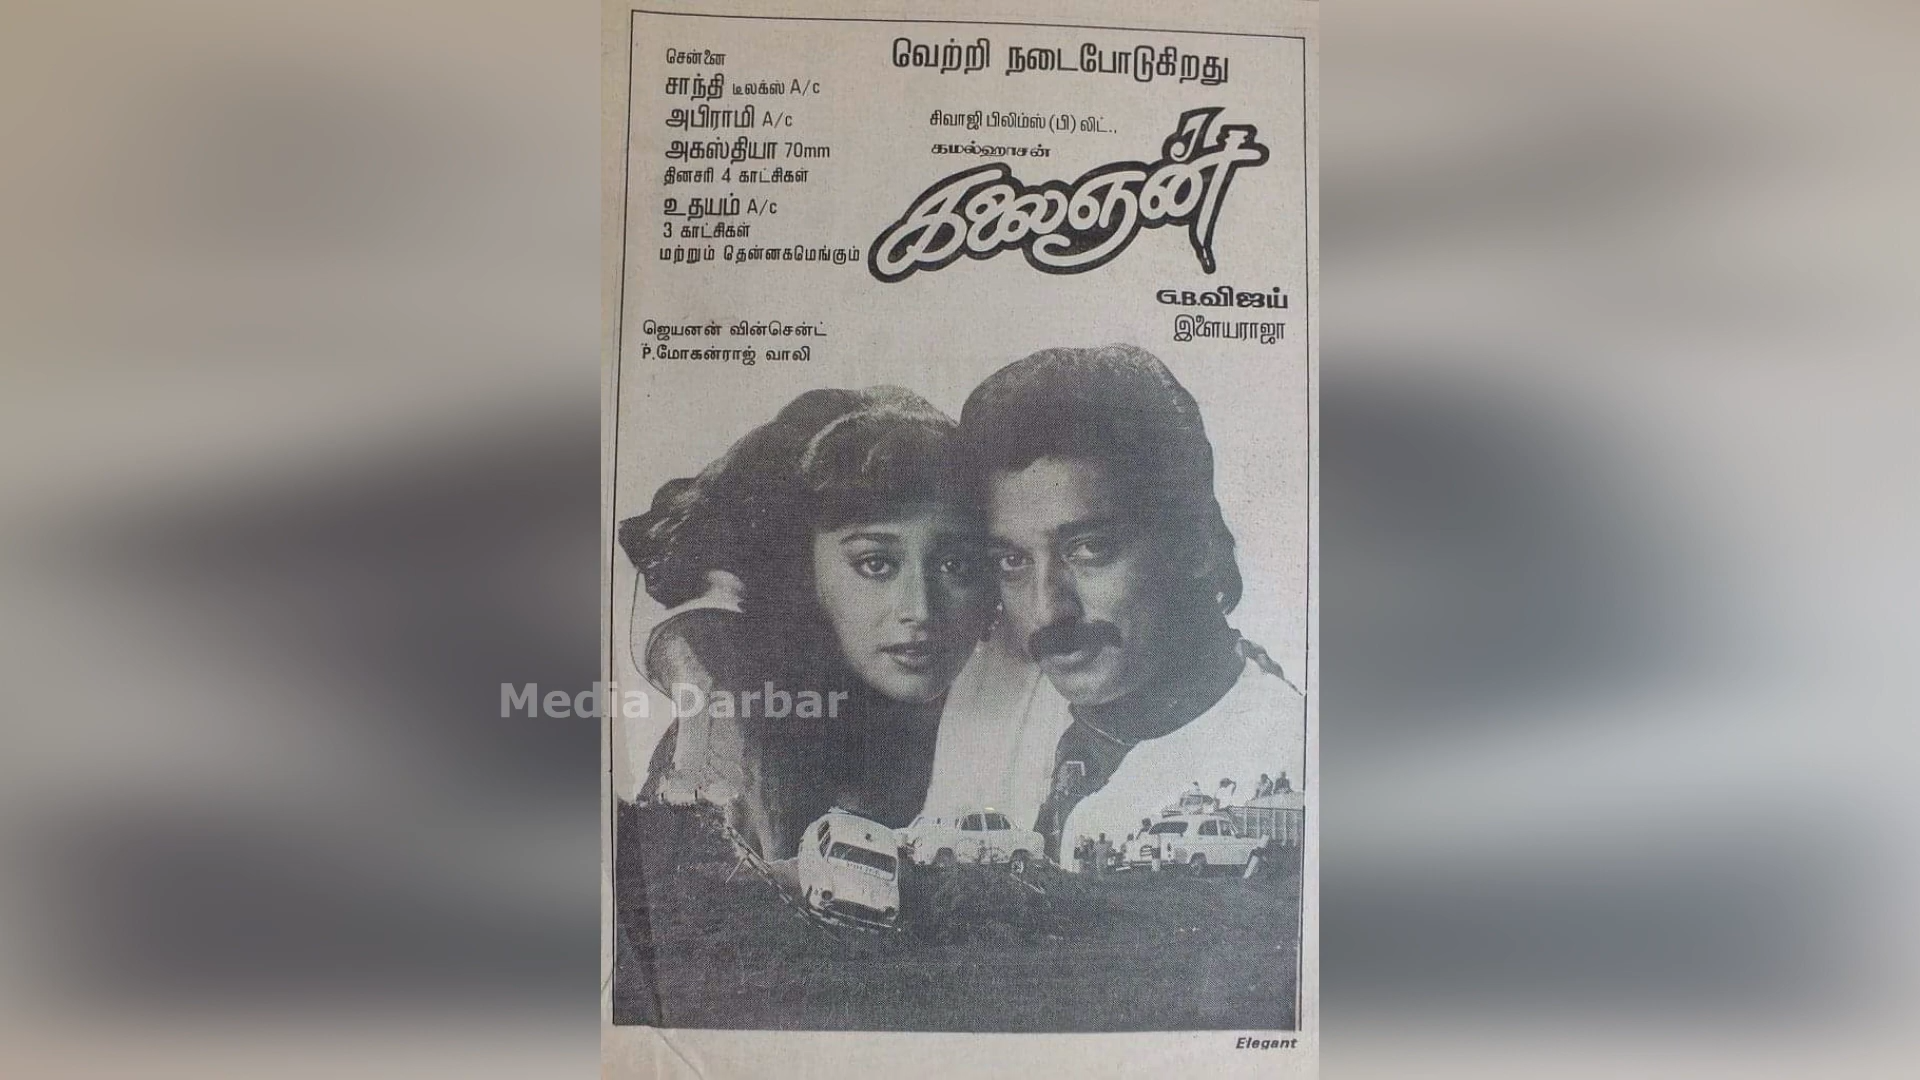 வெற்றி நடைபோடுகிறது
சென்னை
சாந்தி டீலக்ஸ் A/c
அபிராமி A/c
அகஸ்தியா 70mm
தினசரி 4 காட்சிகள்
உதயம் A/c
3 காட்சிகள்
மற்றும் தென்னகமெங்கும்
சிவாஜி பிலிம்ஸ் (பி) லிட்..,
கமல்ஹாசன்
கலைஞன்
G.B.விஜய்
இளையராஜா
ஜெயனன் வின்சென்ட்
P.மோகன்ராஜ் வாலி
Media Darbar
POLICE
Elegant